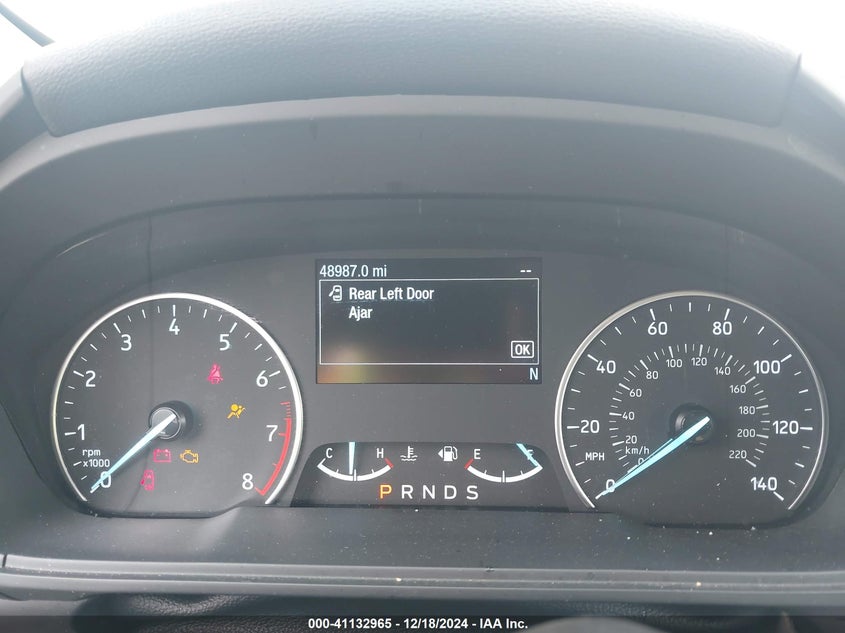 48987.0 mi --
Rear Left Door
Ajar
OK
N
0 1 2 3 4 5 6 7 8
rpm
x1000
C H E F
P R N D S
0 20 40 60 80 100 120 140
MPH
0 20 40 60 80 100 120 140 160 180 200 220
km/h
000-41132965 - 12/18/2024 - IAA Inc.